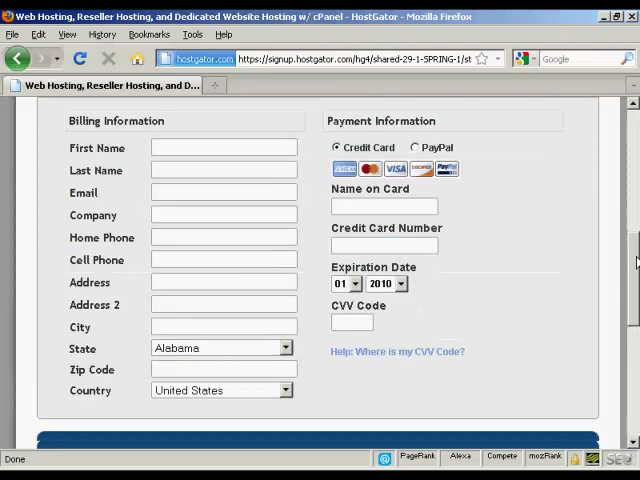 Web Hosting, Reseller Hosting, and Dedicated Website Hosting w/ cPanel - HostGator - Mozilla Firefox
File Edit View History Bookmarks Tools Help
hostgator.com https://signup.hostgator.com/hg4/shared-29-1-SPRING-1/st
Google
Web Hosting, Reseller Hosting, and D...
Billing Information
Payment Information
First Name
Credit Card PayPal
Last Name
VISA DISCOVER PayPal
Email
Name on Card
Company
Credit Card Number
Home Phone
Cell Phone
Expiration Date
Address
01 2010
Address 2
CVV Code
City
State Alabama
Help: Where is my CVV Code?
Zip Code
Country United States
Done
PageRank Alexa Compete mozRank